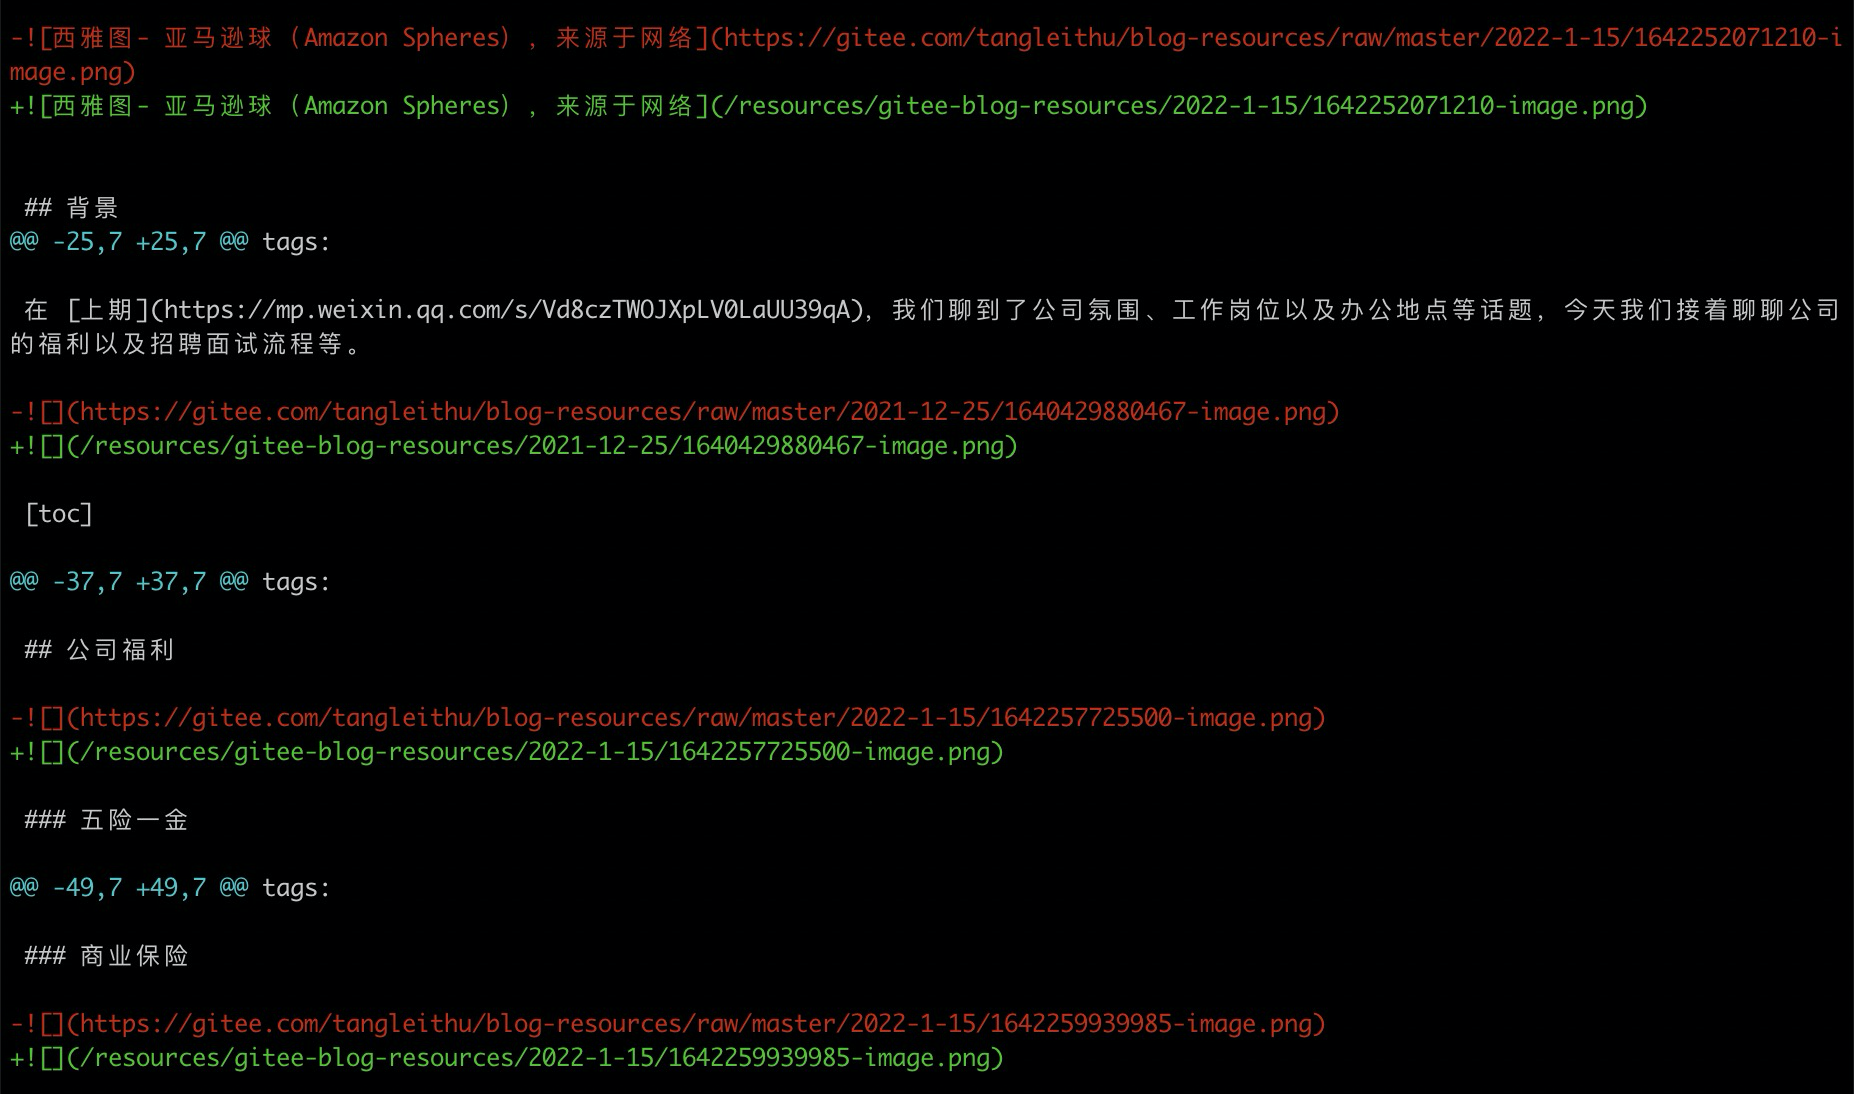 -![西雅图- 亚马逊球（Amazon Spheres），来源于网络](https://gitee.com/tangleithu/blog-resources/raw/master/2022-1-15/1642252071210-i
mage.png)
+![西雅图- 亚马逊球（Amazon Spheres），来源于网络](/resources/gitee-blog-resources/2022-1-15/1642252071210-image.png)
## 背景
@@ -25,7 +25,7 @@ tags:
在 [上期](https://mp.weixin.qq.com/s/Vd8czTWOJXpLV0LaUU39qA)，我们聊到了公司氛围、工作岗位以及办公地点等话题，今天我们接着聊聊公司
的福利以及招聘面试流程等。
-![](https://gitee.com/tangleithu/blog-resources/raw/master/2021-12-25/1640429880467-image.png)
+![](/resources/gitee-blog-resources/2021-12-25/1640429880467-image.png)
[toc]
@@ -37,7 +37,7 @@ tags:
## 公司福利
-![](https://gitee.com/tangleithu/blog-resources/raw/master/2022-1-15/1642257725500-image.png)
+![](/resources/gitee-blog-resources/2022-1-15/1642257725500-image.png)
### 五险一金
@@ -49,7 +49,7 @@ tags:
### 商业保险
-![](https://gitee.com/tangleithu/blog-resources/raw/master/2022-1-15/1642259939985-image.png)
+![](/resources/gitee-blog-resources/2022-1-15/1642259939985-image.png)